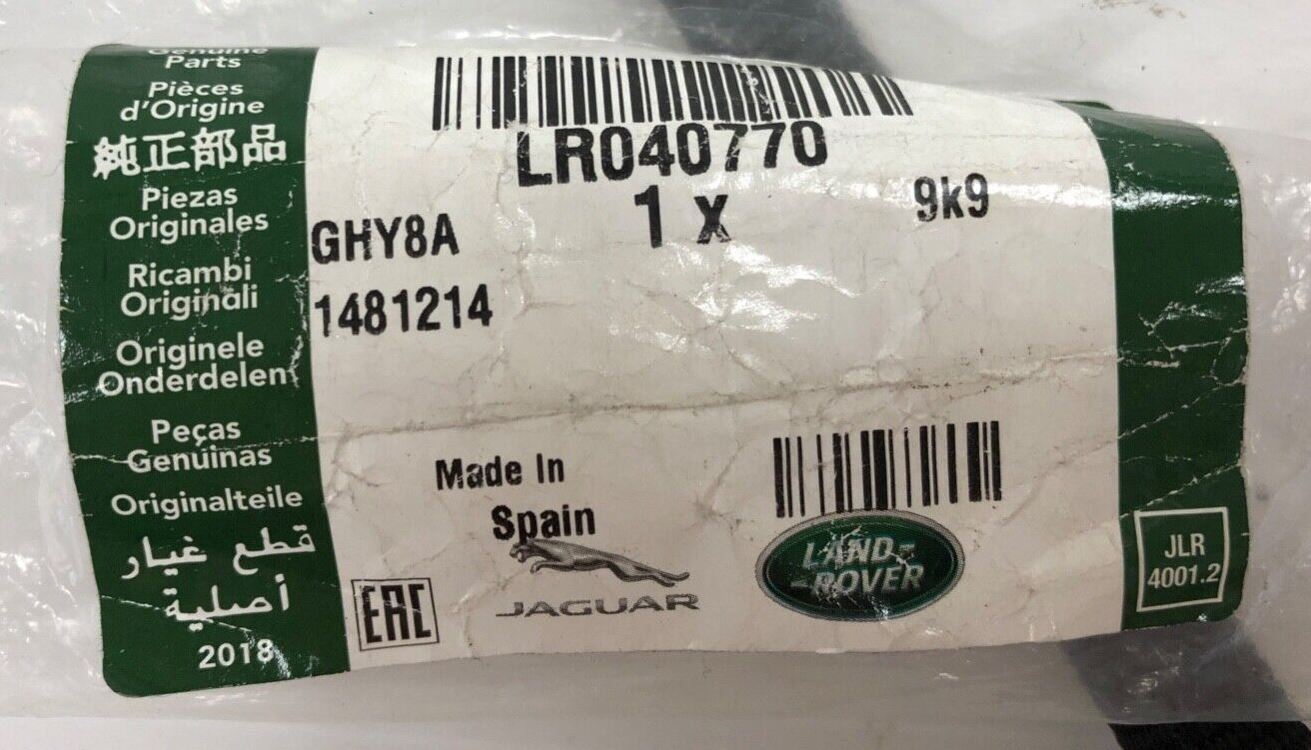 Genuine
Parts
Pièces
d'Origine
純正部品
Piezas
Originales
Ricambi
Originali
Originele
Onderdelen
Peças
Genuinas
Originalteile
قطع غيار
أصلية
2018
LR040770
1 x
9k9
GHY8A
1481214
Made In
Spain
EAC
JAGUAR
LAND-
-ROVER
JLR
4001.2